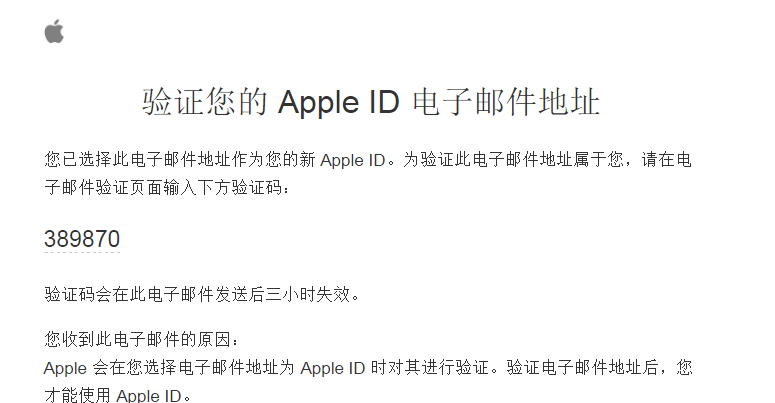 验证您的 Apple ID 电子邮件地址
您已选择此电子邮件地址作为您的新 Apple ID。为验证此电子邮件地址属于您，请在电
子邮件验证页面输入下方验证码：
389870
验证码会在此电子邮件发送后三小时失效。
您收到此电子邮件的原因：
Apple 会在您选择电子邮件地址为 Apple ID 时对其进行验证。验证电子邮件地址后，您
才能使用 Apple ID。